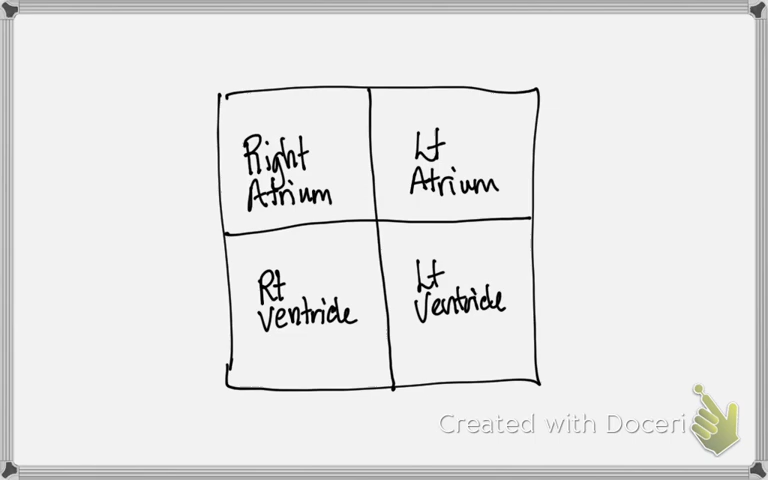 Right
Atrium
Lt
Atrium
Rt
Ventricle
Lt
Ventricle
Created with Doceri